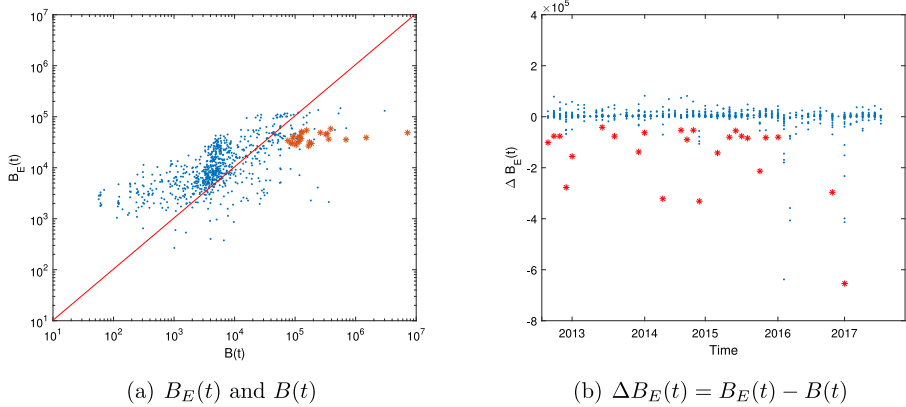 10^7
10^6
10^5
10^4
10^3
10^2
10^1
B_E(t)
10^1 10^2 10^3 10^4 10^5 10^6 10^7
B(t)
(a) B_E(t) and B(t)
×10^5
4
2
0
-2
-4
-6
-8
Δ B_E(t)
2013 2014 2015 2016 2017
Time
(b) ΔB_E(t) = B_E(t) − B(t)